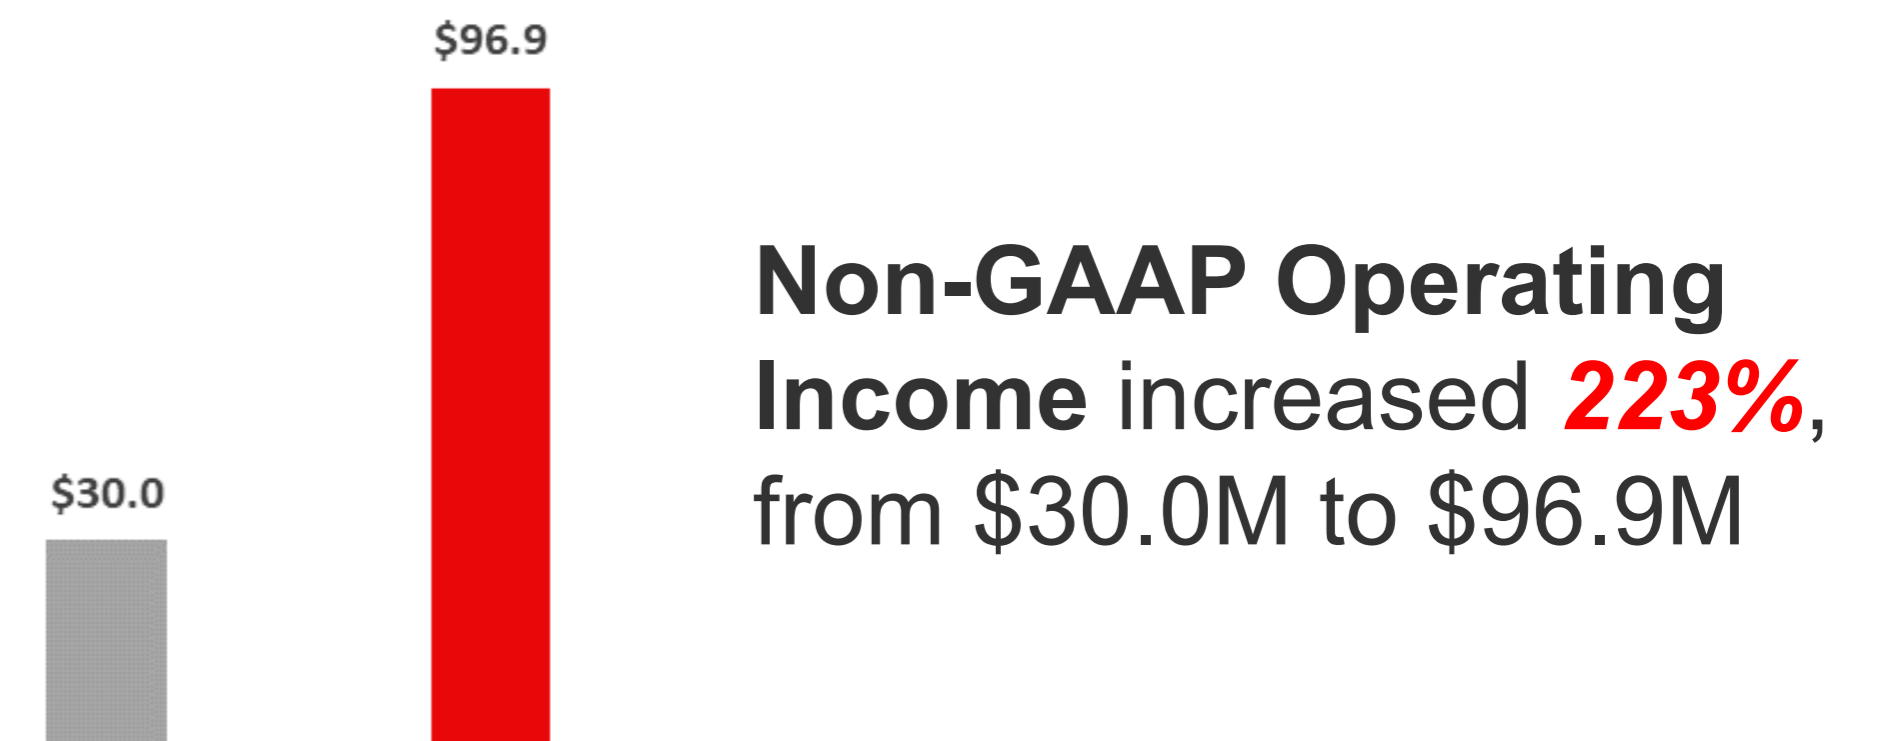 $96.9
$30.0
Non-GAAP Operating
Income increased 223%,
from $30.0M to $96.9M